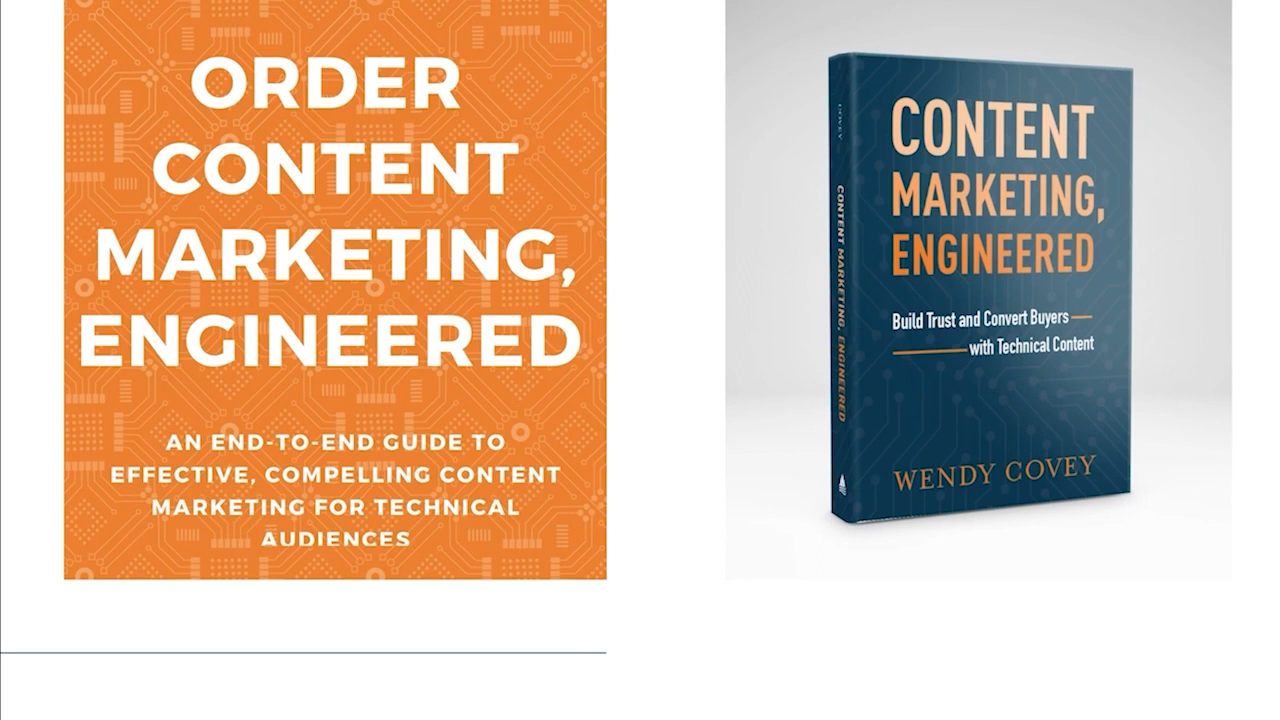 ORDER
CONTENT
MARKETING,
ENGINEERED
AN END-TO-END GUIDE TO
EFFECTIVE, COMPELLING CONTENT
MARKETING FOR TECHNICAL
AUDIENCES
COVEY
CONTENT MARKETING, ENGINEERED
CONTENT
MARKETING,
ENGINEERED
Build Trust and Convert Buyers
with Technical Content
WENDY COVEY